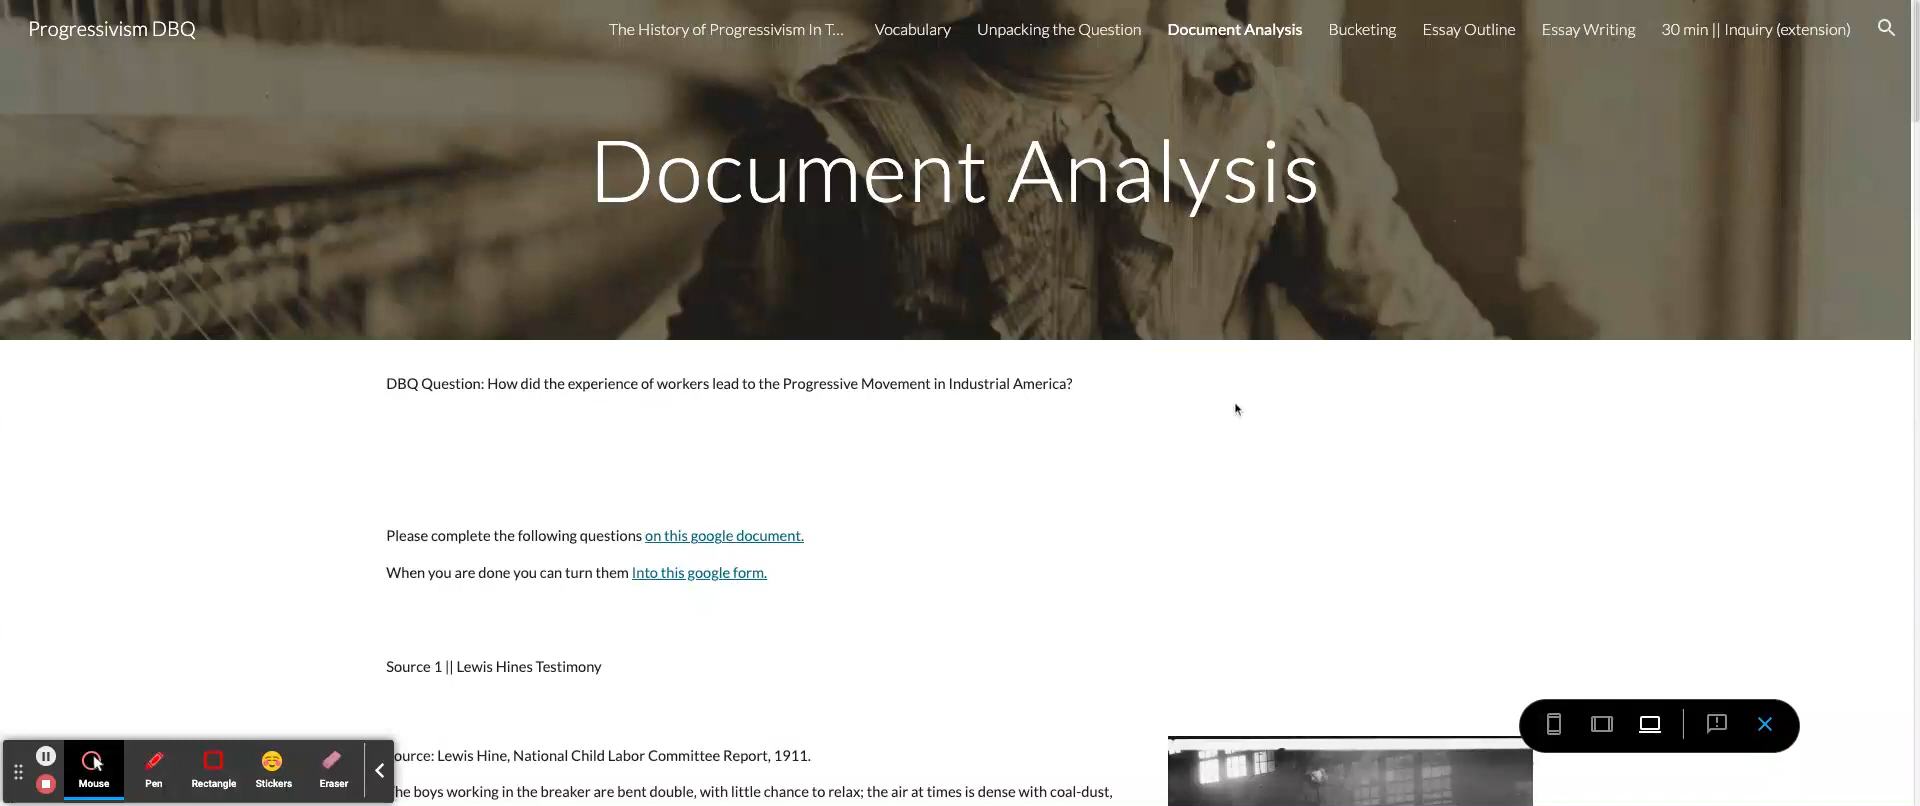 Progressivism DBQ
The History of Progressivism In T...
Vocabulary
Unpacking the Question
Document Analysis
Bucketing
Essay Outline
Essay Writing
30 min || Inquiry (extension)
Document Analysis
DBQ Question: How did the experience of workers lead to the Progressive Movement in Industrial America?
Please complete the following questions on this google document.
When you are done you can turn them Into this google form.
Source 1 || Lewis Hines Testimony
ource: Lewis Hine, National Child Labor Committee Report, 1911.
he boys working in the breaker are bent double, with little chance to relax; the air at times is dense with coal-dust,
Mouse
Pen
Rectangle
Stickers
Eraser